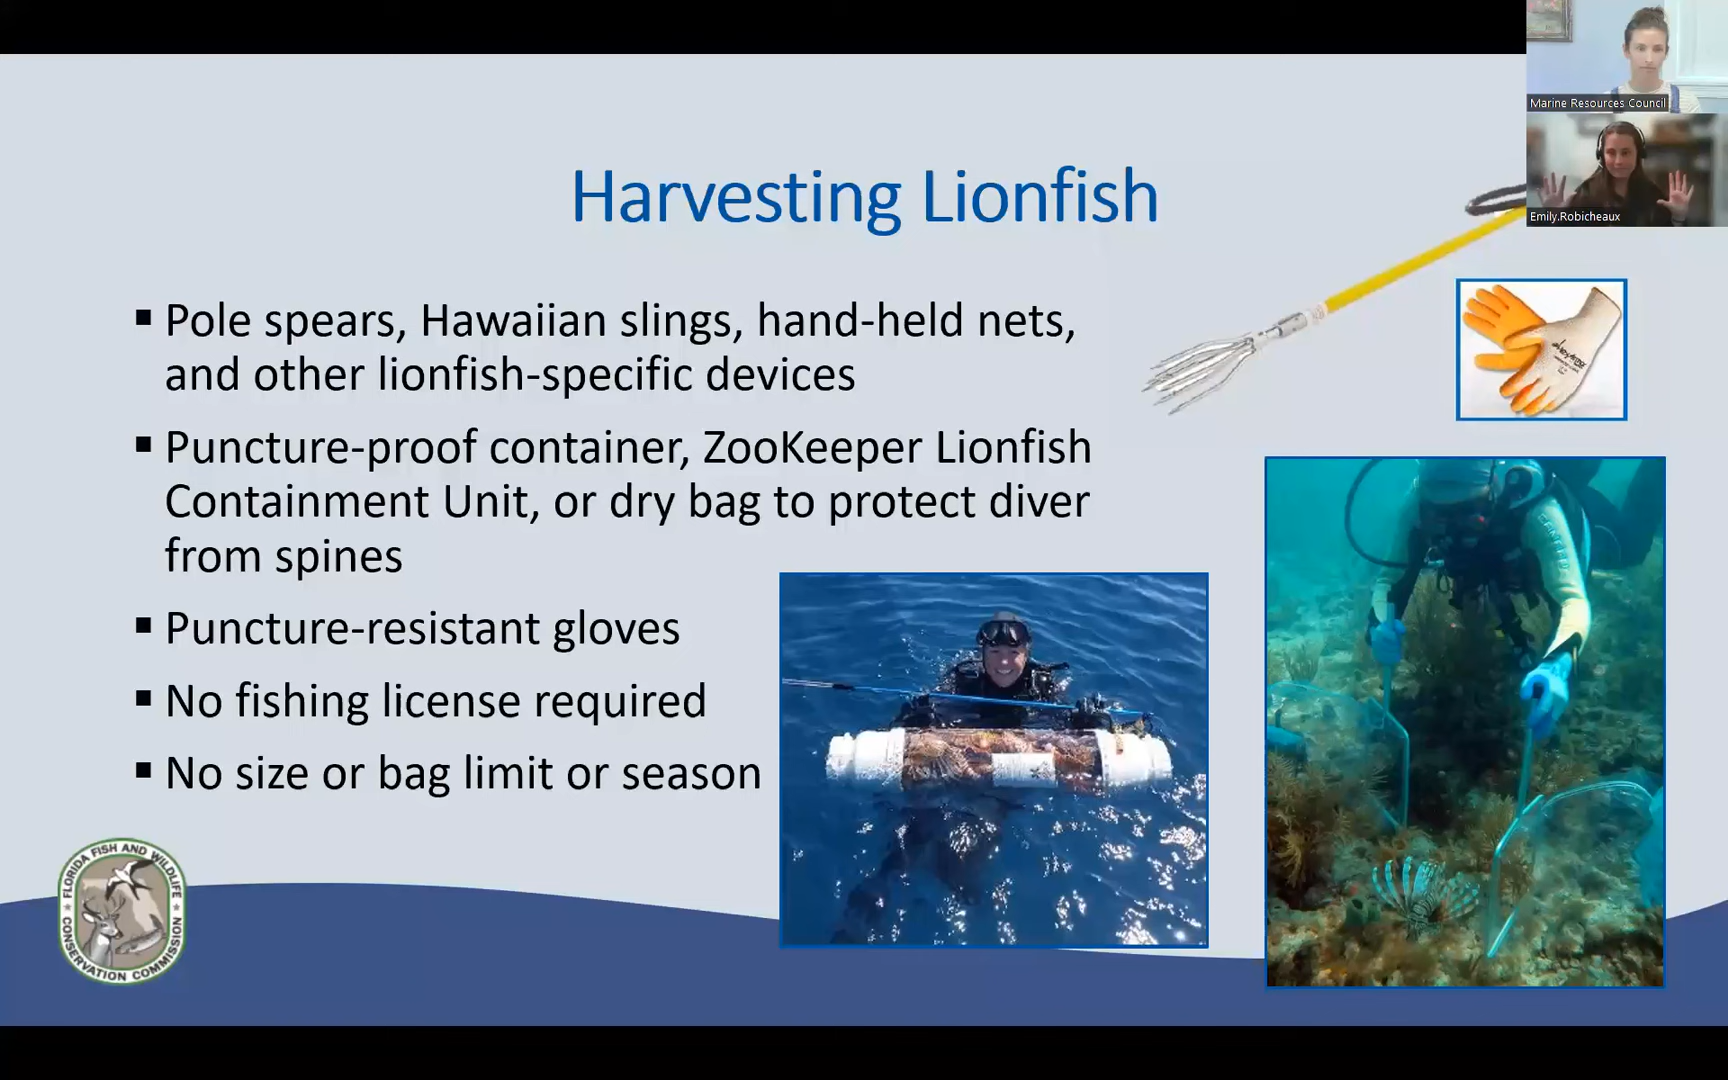 Marine Resources Council
Emily.Robicheaux
Harvesting Lionfish
▪ Pole spears, Hawaiian slings, hand-held nets,
and other lionfish-specific devices
▪ Puncture-proof container, ZooKeeper Lionfish
Containment Unit, or dry bag to protect diver
from spines
▪ Puncture-resistant gloves
▪ No fishing license required
▪ No size or bag limit or season
FLORIDA FISH AND WILDLIFE
CONSERVATION COMMISSION